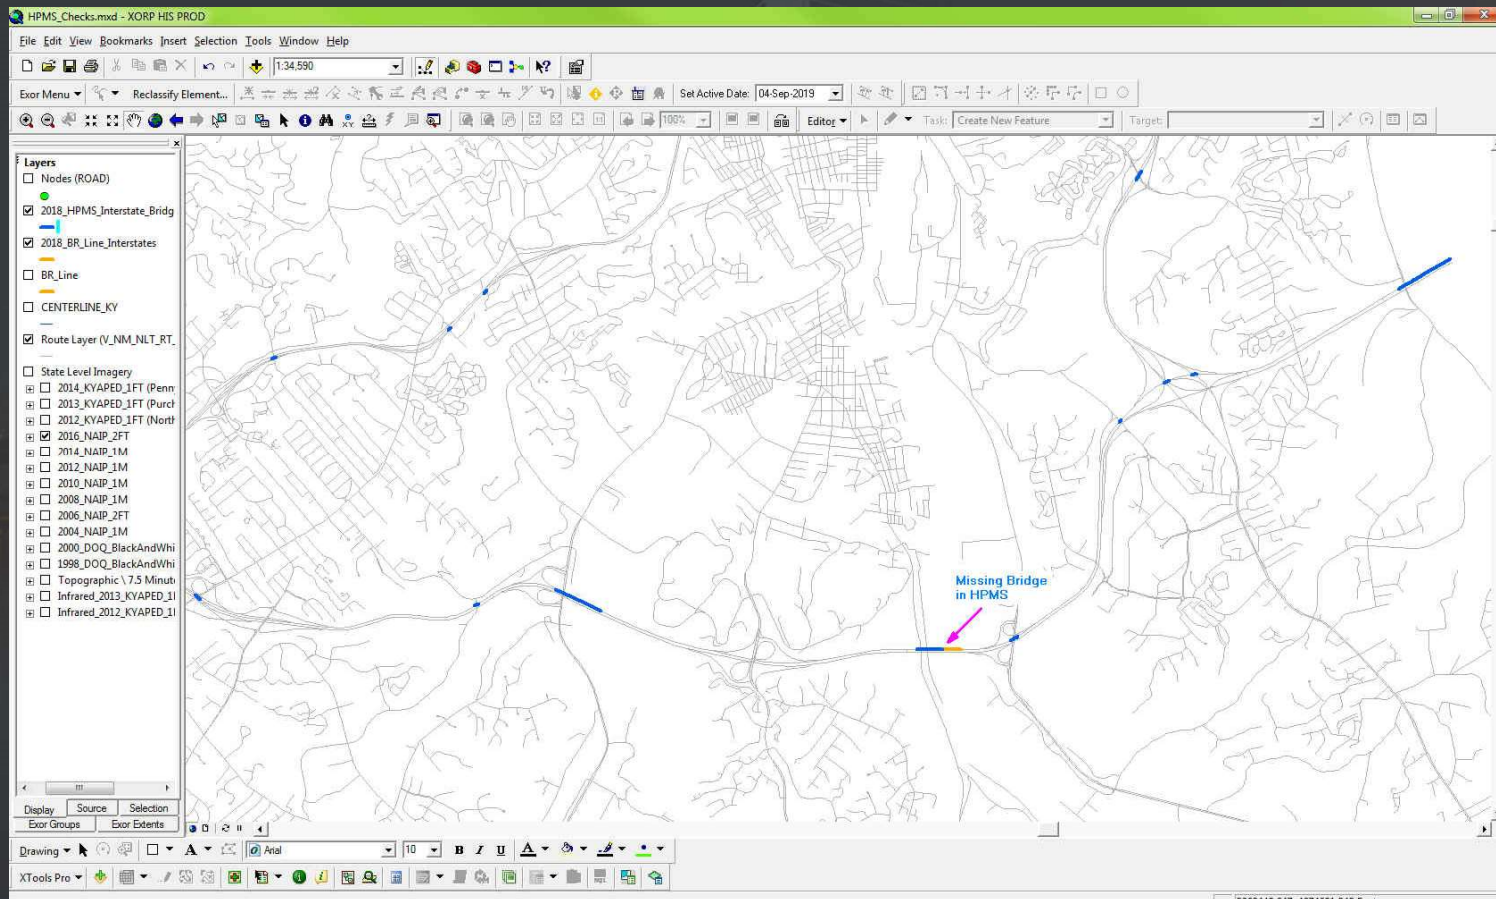 HPMS_Checks.mxd - XORP HIS PROD
File Edit View Bookmarks Insert Selection Tools Window Help
1:34,590
Exor Menu Reclassify Element... Set Active Date: 04-Sep-2019
100% Editor Task: Create New Feature Target:
Layers
Nodes (ROAD)
2018_HPMS_Interstate_Bridg
2018_BR_Line_Interstates
BR_Line
CENTERLINE_KY
Route Layer (V_NM_NLT_RT_
State Level Imagery
2014_KYAPED_1FT (Penn
2013_KYAPED_1FT (Purch
2012_KYAPED_1FT (North
2016_NAIP_2FT
2014_NAIP_1M
2012_NAIP_1M
2010_NAIP_1M
2008_NAIP_1M
2006_NAIP_2FT
2004_NAIP_1M
2000_DOQ_BlackAndWhi
1998_DOQ_BlackAndWhi
Topographic \ 7.5 Minut
Infrared_2013_KYAPED_1
Infrared_2012_KYAPED_1
Missing Bridge
in HPMS
Display Source Selection
Exor Groups Exor Extents
Drawing A Arial 10 B I U A
XTools Pro